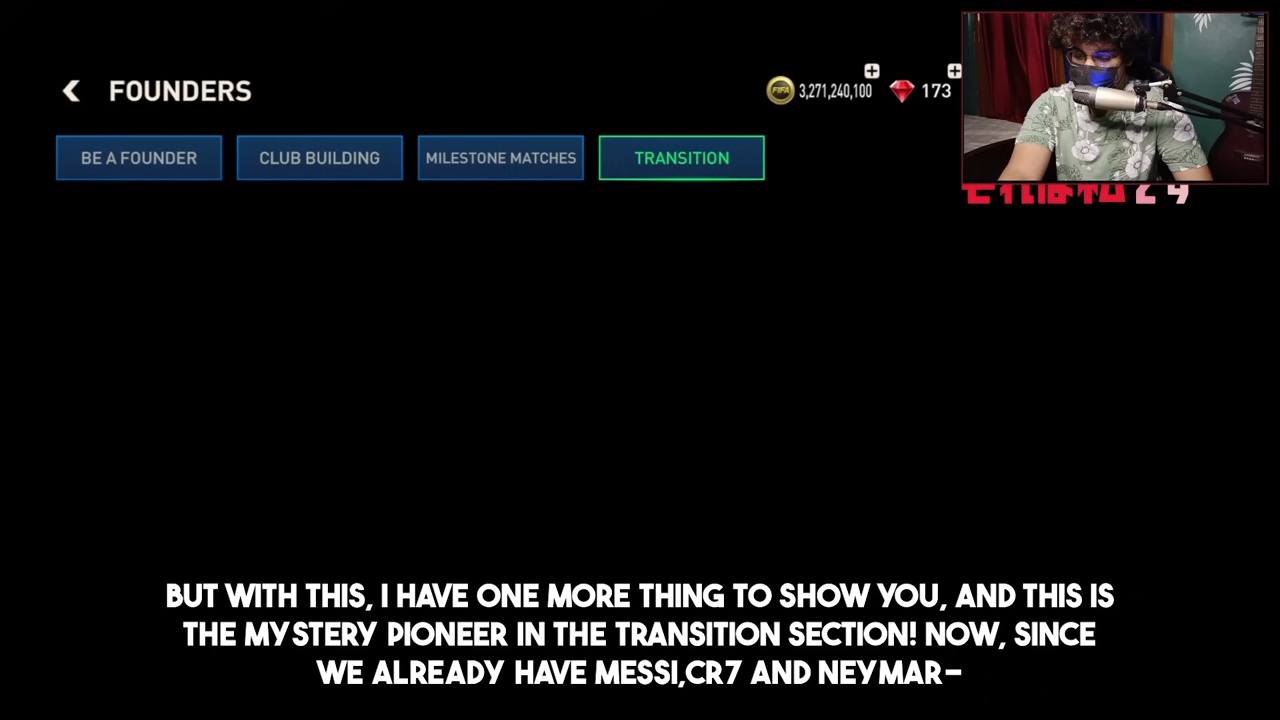 FOUNDERS
FIFA 3,271,240,100 173
BE A FOUNDER CLUB BUILDING MILESTONE MATCHES TRANSITION
BUT WITH THIS, I HAVE ONE MORE THING TO SHOW YOU, AND THIS IS
THE MYSTERY PIONEER IN THE TRANSITION SECTION! NOW, SINCE
WE ALREADY HAVE MESSI,CR7 AND NEYMAR-